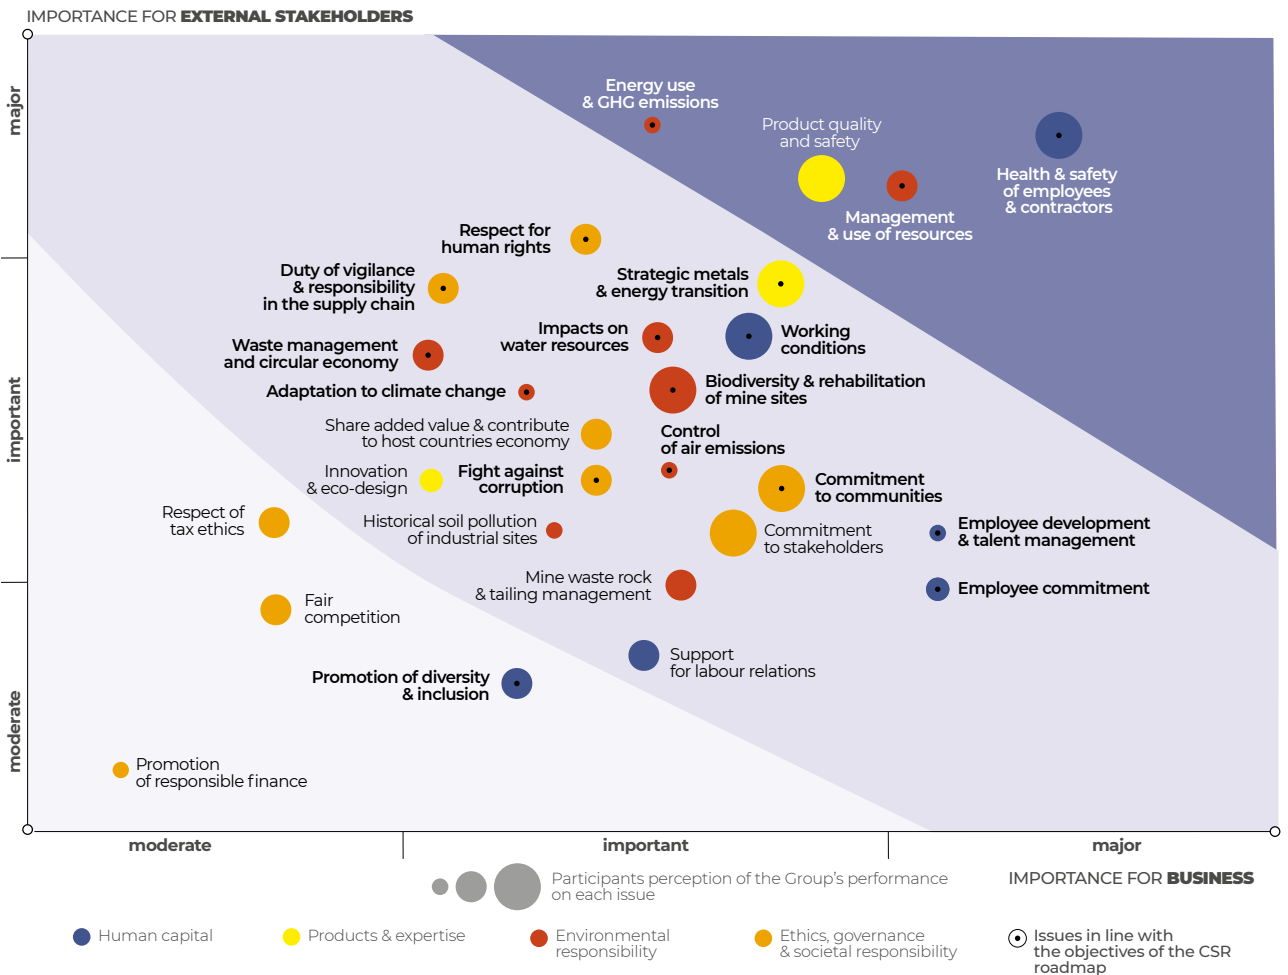 IMPORTANCE FOR EXTERNAL STAKEHOLDERS
major
important
moderate
Energy use
& GHG emissions
Product quality
and safety
Health & safety
of employees
& contractors
Management
& use of resources
Respect for
human rights
Duty of vigilance
& responsibility
in the supply chain
Strategic metals
& energy transition
Impacts on
water resources
Working
conditions
Waste management
and circular economy
Adaptation to climate change
Biodiversity & rehabilitation
of mine sites
Share added value & contribute
to host countries economy
Control
of air emissions
Innovation
& eco-design
Fight against
corruption
Commitment
to communities
Respect of
tax ethics
Historical soil pollution
of industrial sites
Commitment
to stakeholders
Employee development
& talent management
Mine waste rock
& tailing management
Employee commitment
Fair
competition
Support
for labour relations
Promotion of diversity
& inclusion
Promotion
of responsible finance
moderate
important
major
Participants perception of the Group's performance
on each issue
IMPORTANCE FOR BUSINESS
Human capital
Products & expertise
Environmental
responsibility
Ethics, governance
& societal responsibility
Issues in line with
the objectives of the CSR
roadmap